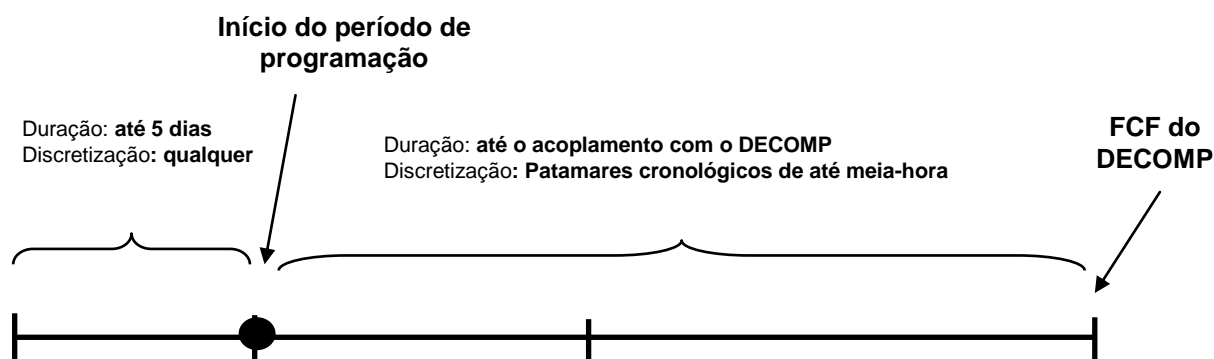 Início do período de
programação
Duração: até 5 dias
Discretização: qualquer
Duração: até o acoplamento com o DECOMP
Discretização: Patamares cronológicos de até meia-hora
FCF do
DECOMP